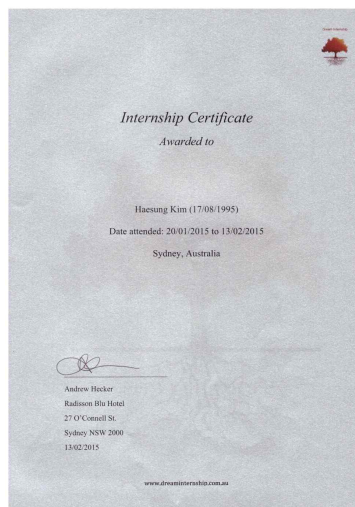 Internship Certificate
Awarded to
Haesung Kim (17/08/1995)
Date attended: 20/01/2015 to 13/02/2015
Sydney, Australia
Andrew Hecker
Radisson Blu Hotel
27 O'Connell St.
Sydney NSW 2000
13/02/2015
www.dreaminternship.com.au